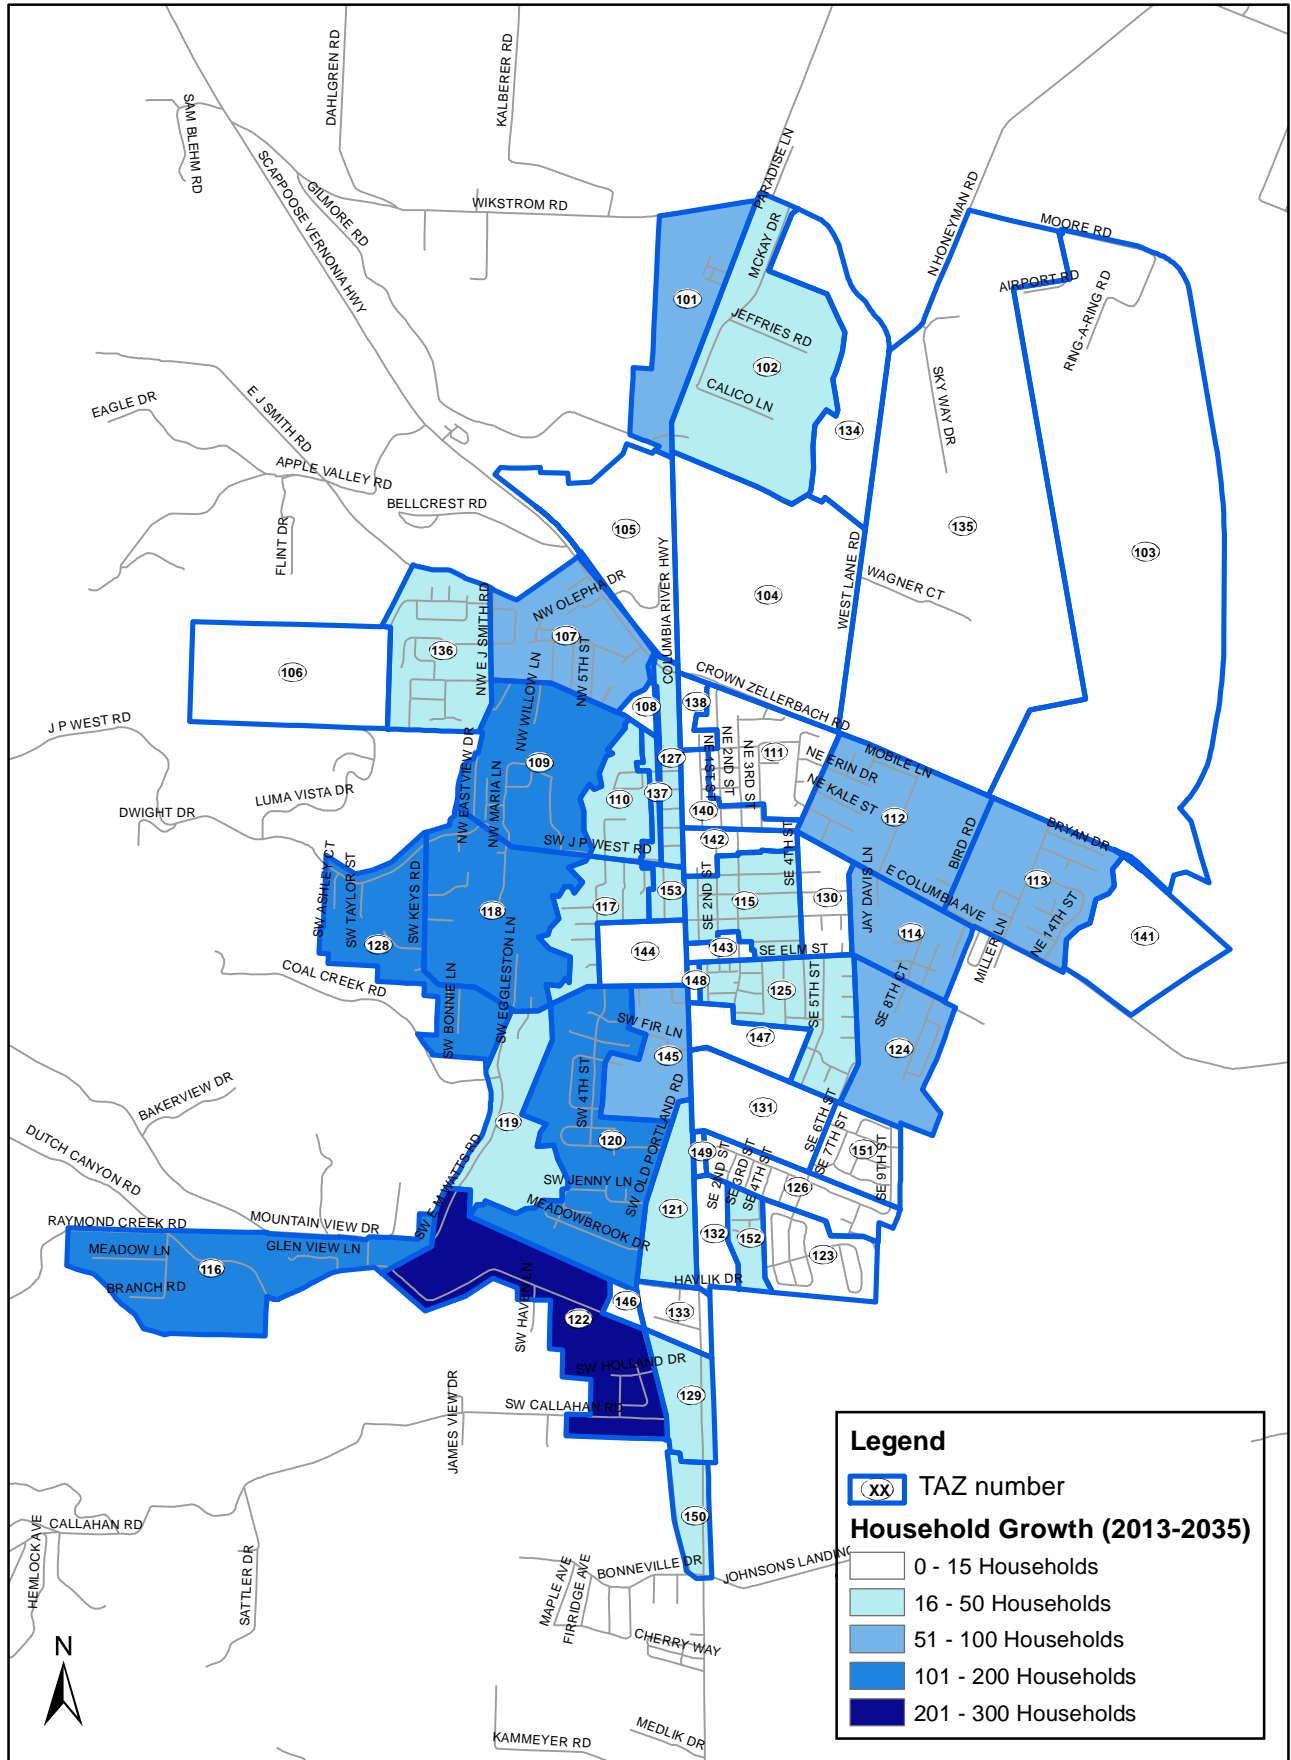 DAHLGREN RD
KALBERER RD
SAM BLEHM RD
SCAPPOOSE VERNONIA HWY
GILMORE RD
WIKSTROM RD
PARADISE LN
MCKAY DR
N HONEYMAN RD
MOORE RD
AIRPORT RD
RING-A-RING RD
101
JEFFRIES RD
102
CALICO LN
SKY WAY DR
134
E J SMITH RD
EAGLE DR
APPLE VALLEY RD
BELLCREST RD
FLINT DR
105
COLUMBIA RIVER HWY
135
103
WEST LANE RD
WAGNER CT
104
NW OLEPHA DR
107
NW 5TH ST
NW E J SMITH RD
136
106
NW WILLOW LN
CROWN ZELLERBACH RD
108
138
J P WEST RD
NW EASTVIEW DR
NW MARIA LN
109
127
NE 1ST ST
NE 2ND ST
NE 3RD ST
111
NE ERIN DR
MOBILE LN
NE KALE ST
112
LUMA VISTA DR
DWIGHT DR
110
137
140
142
SW J P WEST RD
SE 4TH ST
BIRD RD
BRYAN DR
SW ASHLEY CT
SW TAYLOR ST
SW KEYS RD
118
117
153
SE 2ND ST
115
130
JAY DAVIS LN
E COLUMBIA AVE
113
NE 14TH ST
MILLER LN
141
114
128
SW EGGLESTON LN
144
143
SE ELM ST
COAL CREEK RD
SW BONNIE LN
148
125
SE 5TH ST
SE 8TH CT
SW FIR LN
147
145
124
SW 4TH ST
BAKERVIEW DR
DUTCH CANYON RD
119
131
SE 6TH ST
SE 7TH ST
151
SE 9TH ST
120
SW OLD PORTLAND RD
149
SE 2ND ST
SE 3RD ST
SE 4TH ST
126
SW E M WATTS RD
SW JENNY LN
MEADOWBROOK DR
121
132
152
123
RAYMOND CREEK RD
MOUNTAIN VIEW DR
MEADOW LN
GLEN VIEW LN
116
BRANCH RD
HAVLIK DR
146
133
SW HAVEN LN
122
SW HOLLAND DR
129
JAMES VIEW DR
SW CALLAHAN RD
150
CALLAHAN RD
HEMLOCK AVE
SATTLER DR
MAPLE AVE
FIRRIDGE AVE
BONNEVILLE DR
JOHNSONS LANDING
CHERRY WAY
MEDLIK DR
KAMMEYER RD
N
Legend
XX TAZ number
Household Growth (2013-2035)
0 - 15 Households
16 - 50 Households
51 - 100 Households
101 - 200 Households
201 - 300 Households